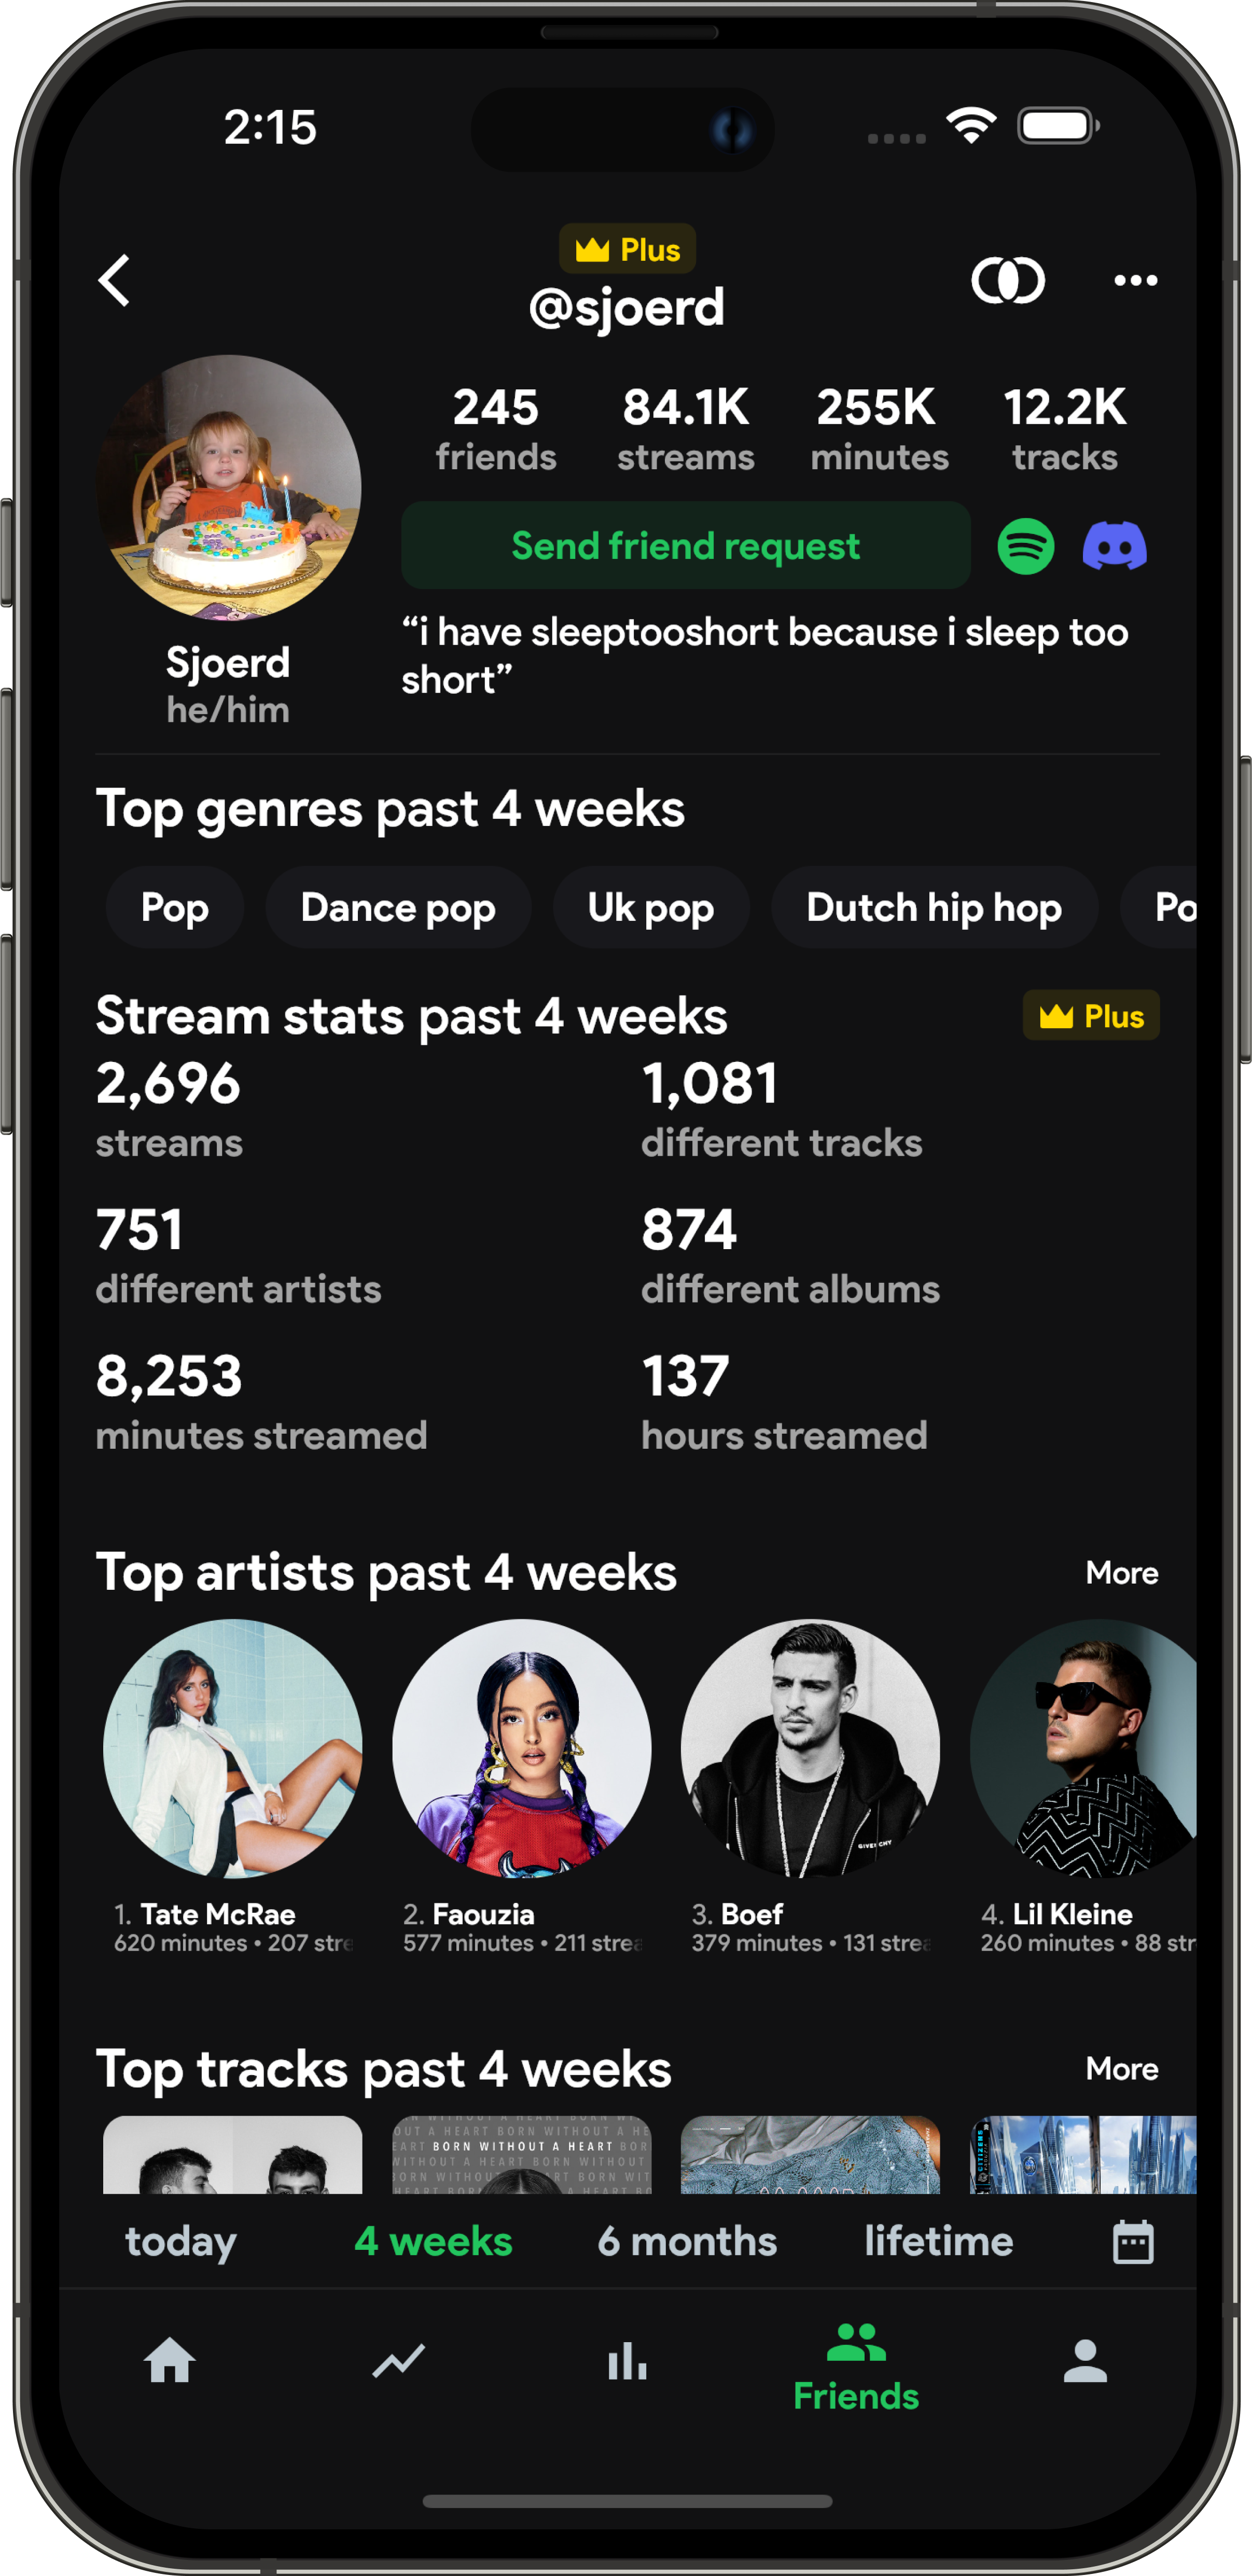 2:15
Plus
@sjoerd
245 84.1K 255K 12.2K
friends streams minutes tracks
Send friend request
“i have sleeptooshort because i sleep too
short”
Sjoerd
he/him
Top genres past 4 weeks
Pop Dance pop Uk pop Dutch hip hop Po
Stream stats past 4 weeks Plus
2,696 1,081
streams different tracks
751 874
different artists different albums
8,253 137
minutes streamed hours streamed
Top artists past 4 weeks More
GIVENCHY
1. Tate McRae 2. Faouzia 3. Boef 4. Lil Kleine
620 minutes • 207 stre 577 minutes • 211 strea 379 minutes • 131 strea 260 minutes • 88 str
Top tracks past 4 weeks More
BORN WITHOUT A HEART
CITIZENS
today 4 weeks 6 months lifetime
Friends